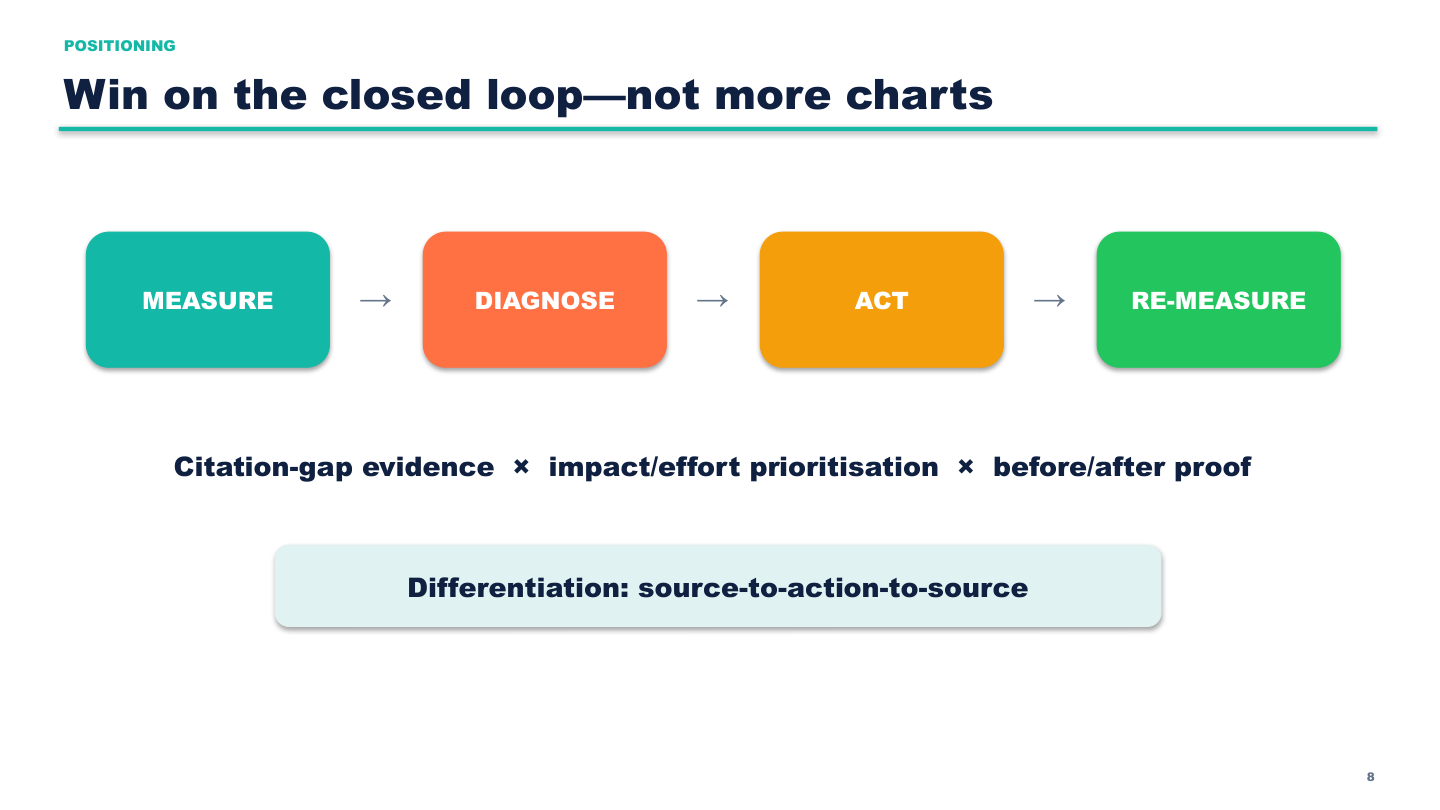 POSITIONING
Win on the closed loop—not more charts
MEASURE → DIAGNOSE → ACT → RE-MEASURE
Citation-gap evidence × impact/effort prioritisation × before/after proof
Differentiation: source-to-action-to-source
8